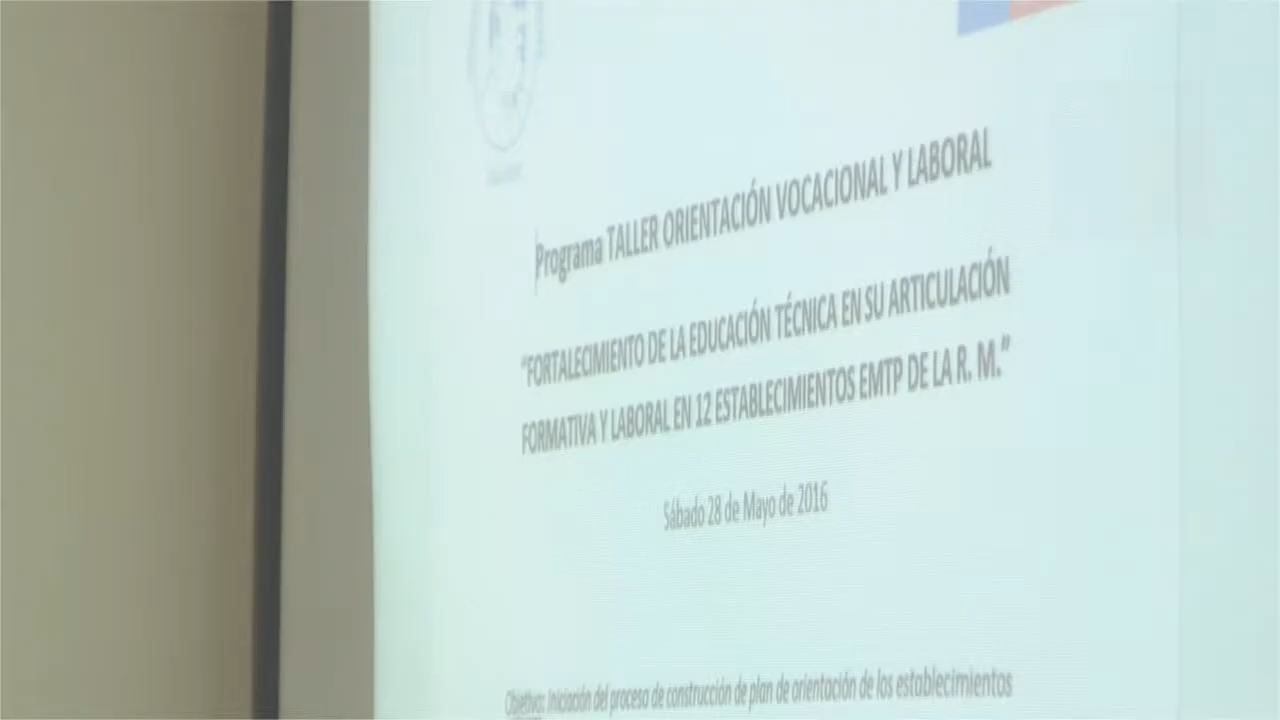 Programa TALLER ORIENTACIÓN VOCACIONAL Y LABORAL
“FORTALECIMIENTO DE LA EDUCACIÓN TÉCNICA EN SU ARTICULACIÓN
FORMATIVA Y LABORAL EN 12 ESTABLECIMIENTOS EMTP DE LA R. M.”
Sábado 28 de Mayo de 2016
Objetivo: Iniciación del proceso de construcción de plan de orientación de los establecimientos